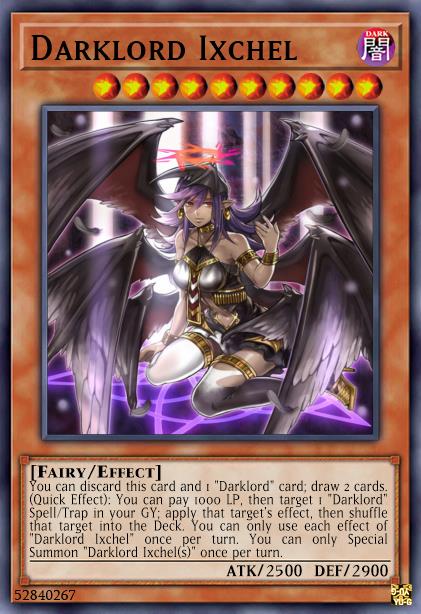 Darklord Ixchel
DARK
闇
[Fairy/Effect]
You can discard this card and 1 "Darklord" card; draw 2 cards.
(Quick Effect): You can pay 1000 LP, then target 1 "Darklord"
Spell/Trap in your GY; apply that target's effect, then shuffle
that target into the Deck. You can only use each effect of
"Darklord Ixchel" once per turn. You can only Special
Summon "Darklord Ixchel(s)" once per turn.
ATK/2500 DEF/2900
52840267